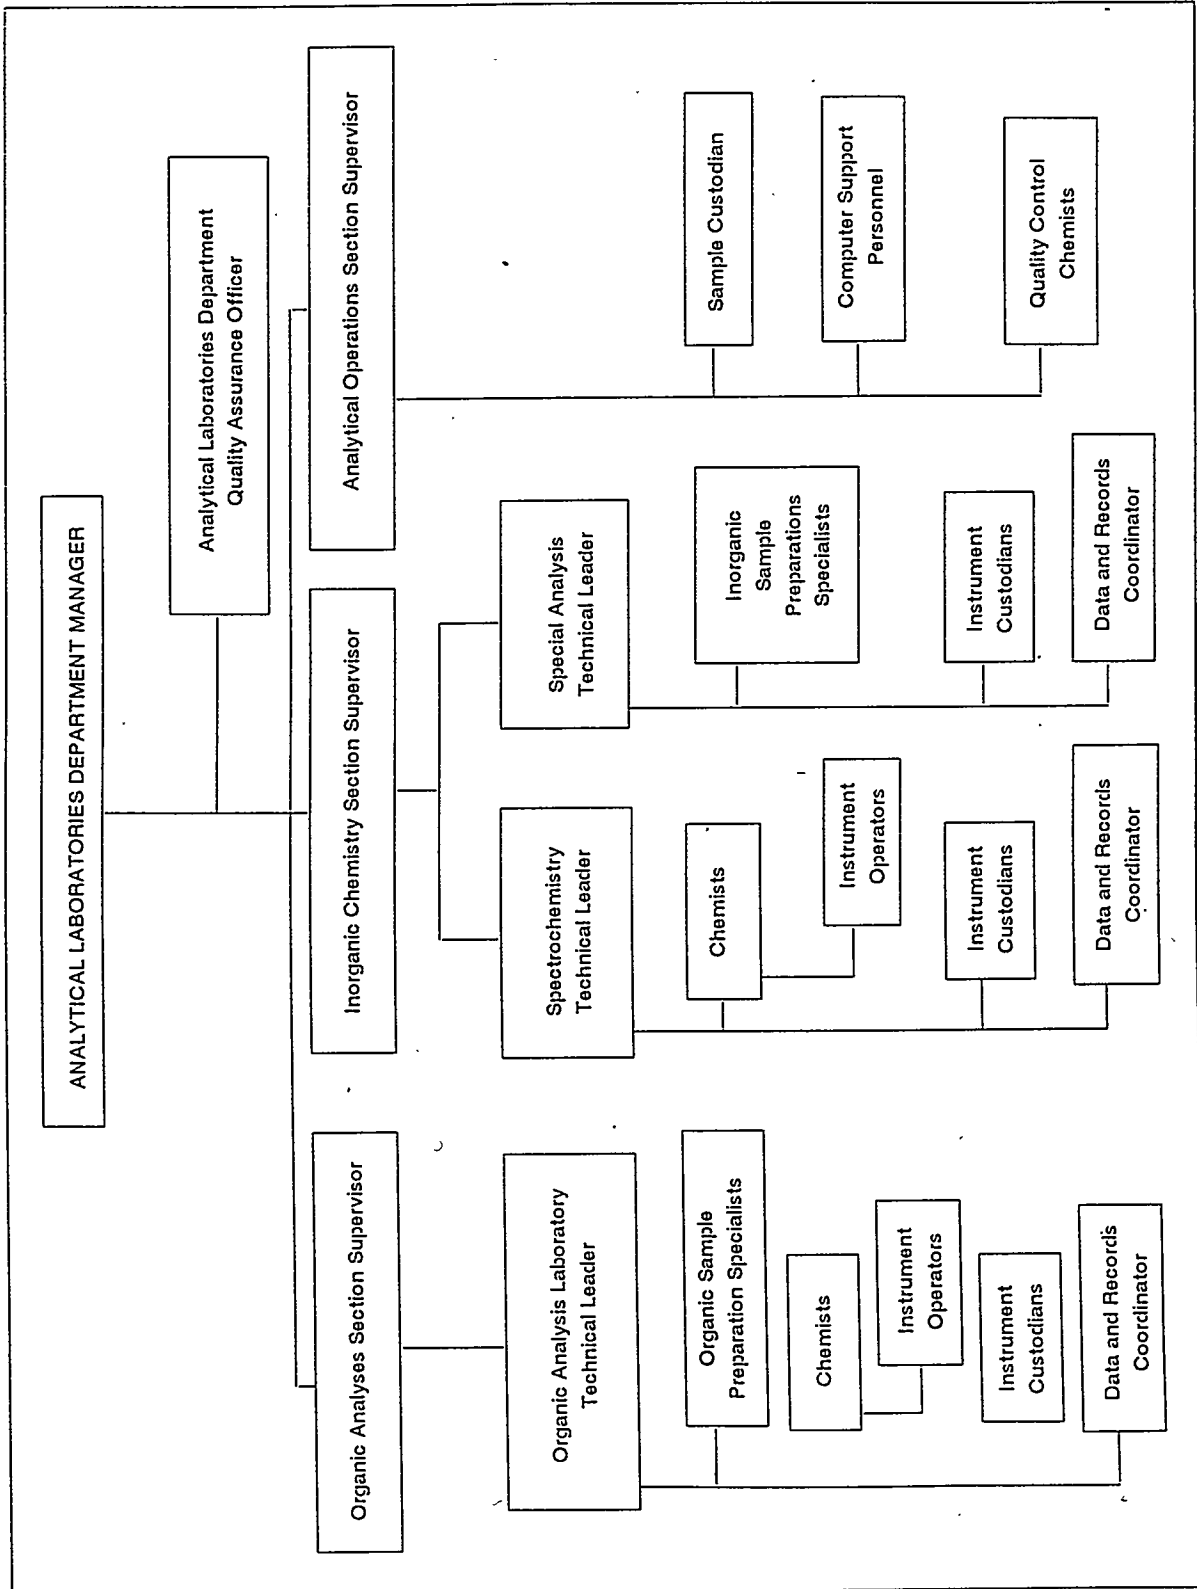 ANALYTICAL LABORATORIES DEPARTMENT MANAGER
Analytical Laboratories Department
Quality Assurance Officer
Organic Analyses Section Supervisor
Inorganic Chemistry Section Supervisor
Analytical Operations Section Supervisor
Organic Analysis Laboratory
Technical Leader
Spectrochemistry
Technical Leader
Special Analysis
Technical Leader
Organic Sample
Preparation Specialists
Chemists
Instrument
Operators
Instrument
Custodians
Data and Records
Coordinator
Chemists
Instrument
Operators
Instrument
Custodians
Data and Records
Coordinator
Inorganic
Sample
Preparations
Specialists
Instrument
Custodians
Data and Records
Coordinator
Sample Custodian
Computer Support
Personnel
Quality Control
Chemists